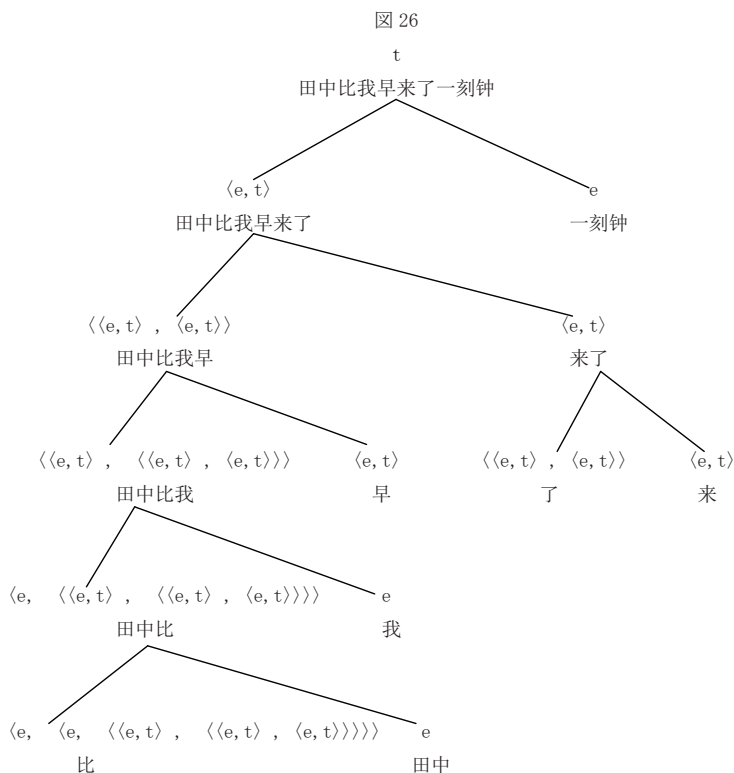 図 26
t
田中比我早来了一刻钟
〈e,t〉 e
田中比我早来了 一刻钟
〈〈e,t〉, 〈e,t〉〉 〈e,t〉
田中比我早 来了
〈〈e,t〉, 〈〈e,t〉, 〈e,t〉〉〉 〈e,t〉 〈〈e,t〉, 〈e,t〉〉 〈e,t〉
田中比我 早 了 来
〈e, 〈〈e,t〉, 〈〈e,t〉, 〈e,t〉〉〉〉 e
田中比 我
〈e, 〈e, 〈〈e,t〉, 〈〈e,t〉, 〈e,t〉〉〉〉〉 e
比 田中